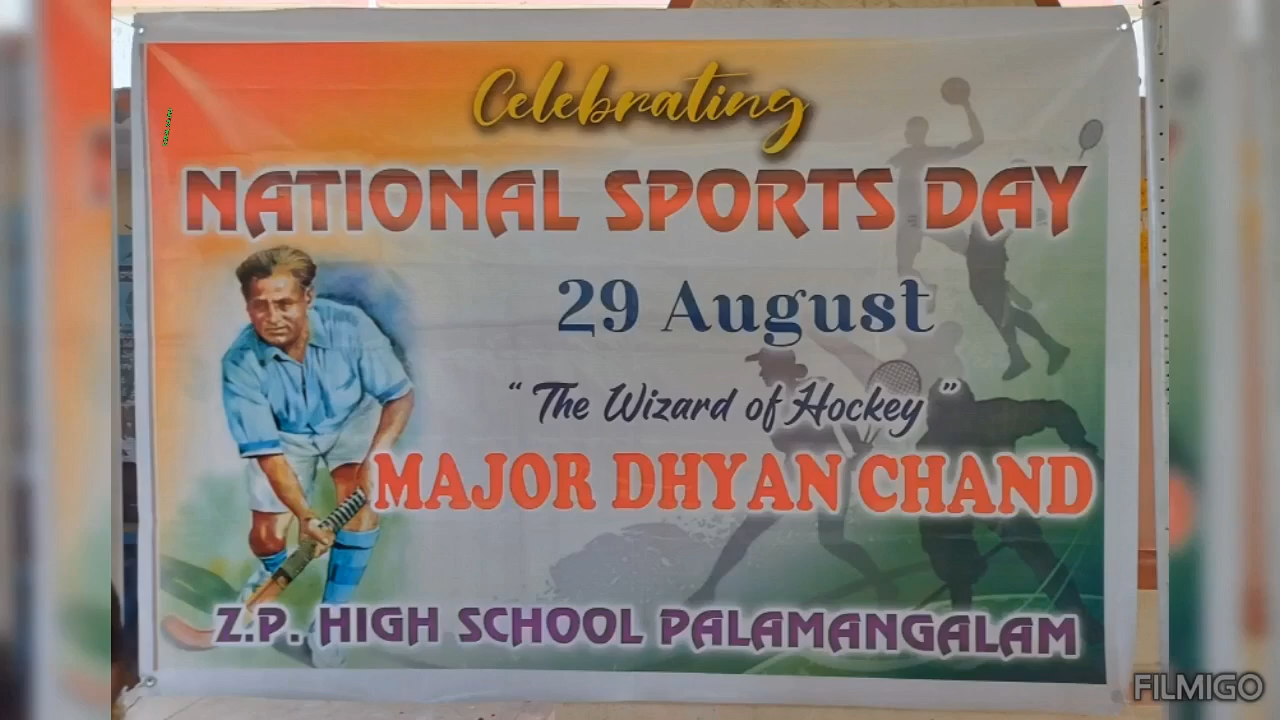 Celebrating
NATIONAL SPORTS DAY
29 August
“ The Wizard of Hockey ”
MAJOR DHYAN CHAND
Z.P. HIGH SCHOOL PALAMANGALAM
FILMIGO